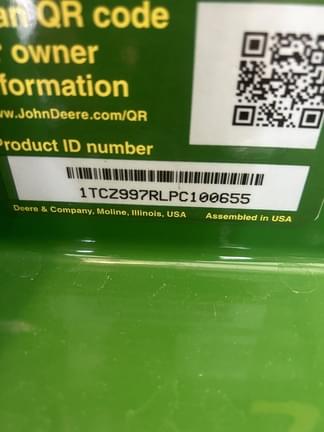 an QR code
r owner
nformation
ww.JohnDeere.com/QR
Product ID number
1TCZ997RLPC100655
Deere & Company, Moline, Illinois, USA Assembled in USA